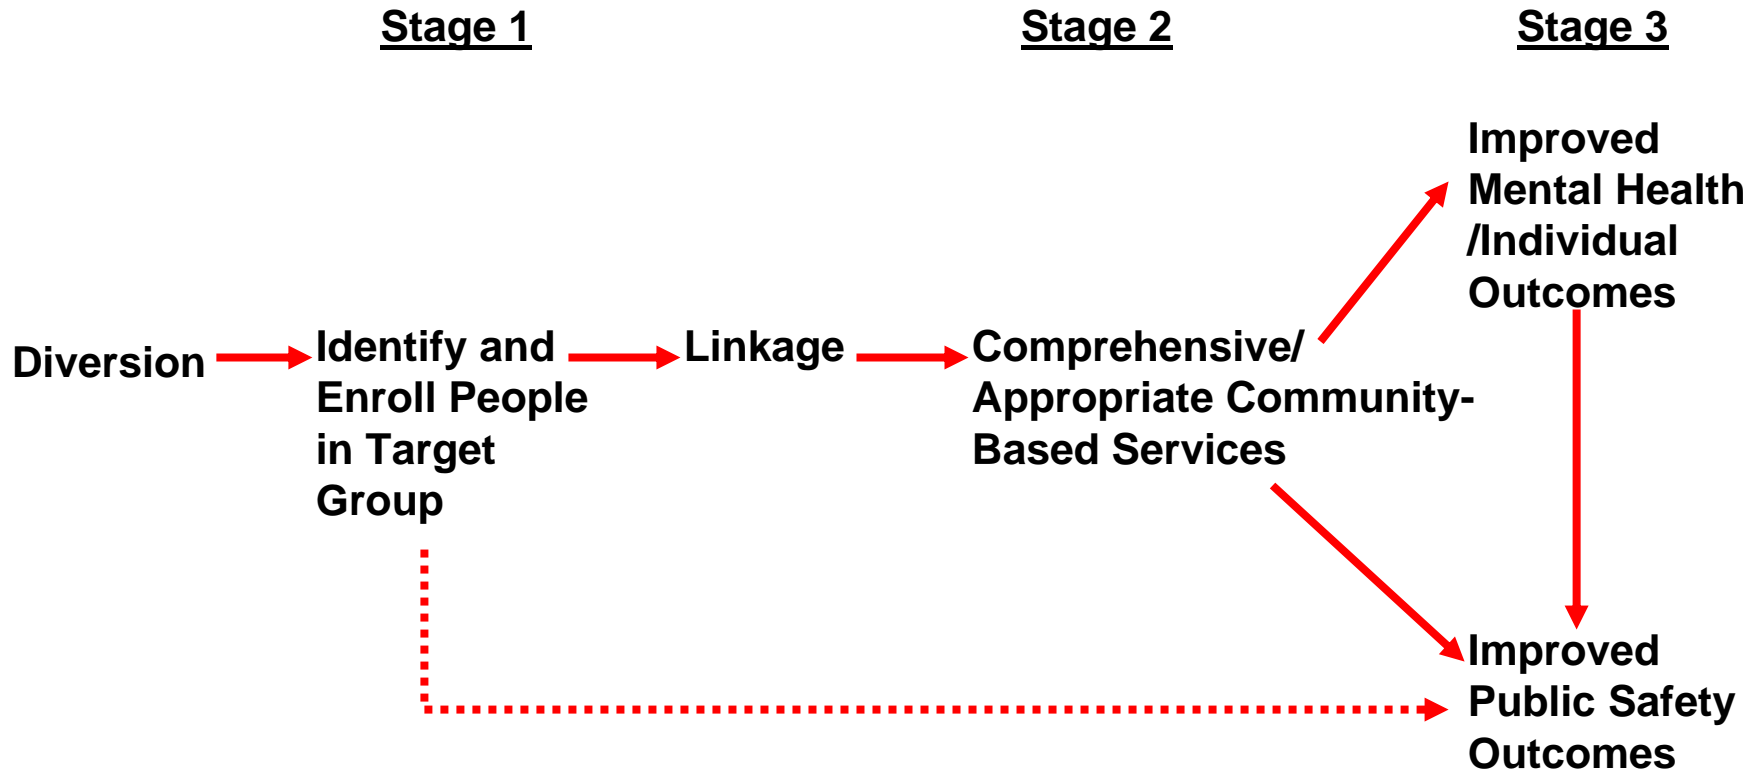 Stage 1
Stage 2
Stage 3
Diversion
Identify and
Enroll People
in Target
Group
Linkage
Comprehensive/
Appropriate Community-
Based Services
Improved
Mental Health
/Individual
Outcomes
Improved
Public Safety
Outcomes